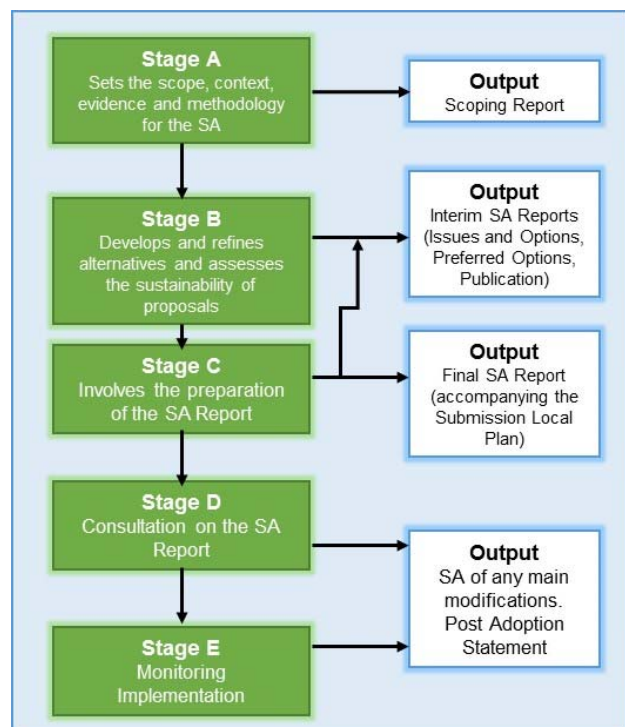 Stage A
Sets the scope, context,
evidence and methodology
for the SA
Output
Scoping Report
Stage B
Develops and refines
alternatives and assesses
the sustainability of
proposals
Output
Interim SA Reports
(Issues and Options,
Preferred Options,
Publication)
Stage C
Involves the preparation
of the SA Report
Output
Final SA Report
(accompanying the
Submission Local
Plan)
Stage D
Consultation on the SA
Report
Output
SA of any main
modifications.
Post Adoption
Statement
Stage E
Monitoring
Implementation